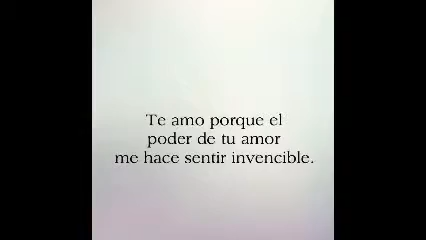 Te amo porque el
poder de tu amor
me hace sentir invencible.